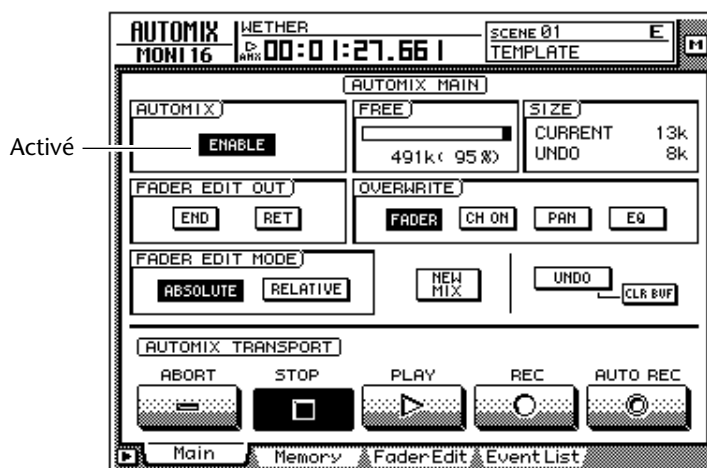 AUTOMIX WETHER SCENE 01 E
MONI 16 AMX 00:01:27.661 TEMPLATE M
AUTOMIX MAIN
AUTOMIX FREE SIZE
Activé ENABLE CURRENT 13k
491k( 95%) UNDO 8k
FADER EDIT OUT OVERWRITE
END RET FADER CH ON PAN EQ
FADER EDIT MODE
ABSOLUTE RELATIVE NEW MIX UNDO
CLR BUF
AUTOMIX TRANSPORT
ABORT STOP PLAY REC AUTO REC
Main Memory FaderEdit EventList